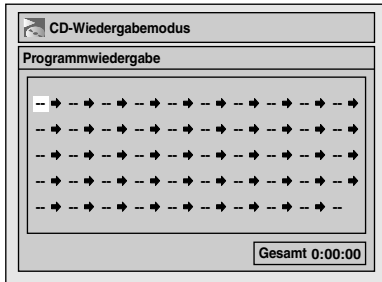 CD-Wiedergabemodus
Programmwiedergabe
-- ➡ -- ➡ -- ➡ -- ➡ -- ➡ -- ➡ -- ➡ -- ➡ -- ➡ -- ➡
-- ➡ -- ➡ -- ➡ -- ➡ -- ➡ -- ➡ -- ➡ -- ➡ -- ➡ -- ➡
-- ➡ -- ➡ -- ➡ -- ➡ -- ➡ -- ➡ -- ➡ -- ➡ -- ➡ -- ➡
-- ➡ -- ➡ -- ➡ -- ➡ -- ➡ -- ➡ -- ➡ -- ➡ -- ➡ -- ➡
-- ➡ -- ➡ -- ➡ -- ➡ -- ➡ -- ➡ -- ➡ -- ➡ -- ➡ --
Gesamt 0:00:00